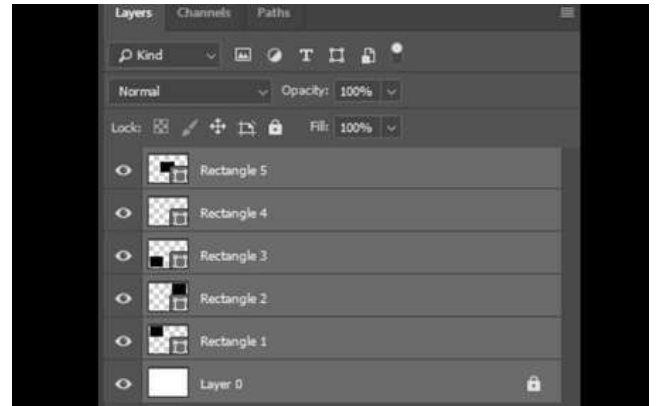 Layers Channels Paths
Kind
Normal Opacity: 100%
Lock: Fill: 100%
Rectangle 5
Rectangle 4
Rectangle 3
Rectangle 2
Rectangle 1
Layer 0